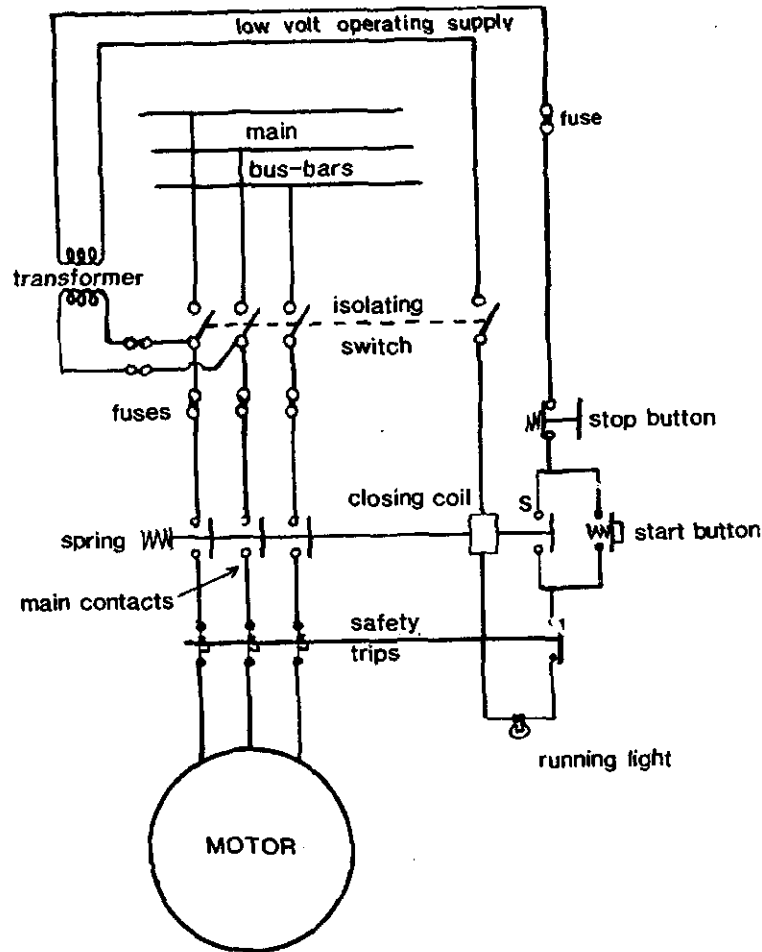 low volt operating supply
fuse
main
bus-bars
transformer
isolating
switch
fuses
stop button
closing coil
S
start button
spring
main contacts
safety
trips
running light
MOTOR